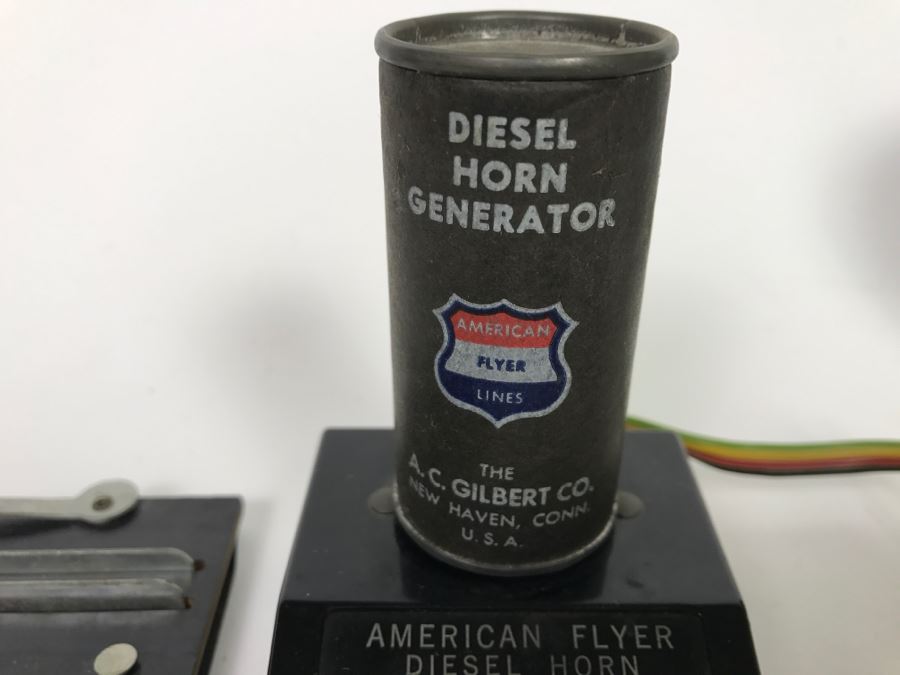 DIESEL
HORN
GENERATOR
AMERICAN
FLYER
LINES
THE
A. C. GILBERT CO.
NEW HAVEN, CONN.
U. S. A.
AMERICAN FLYER
DIESEL HORN